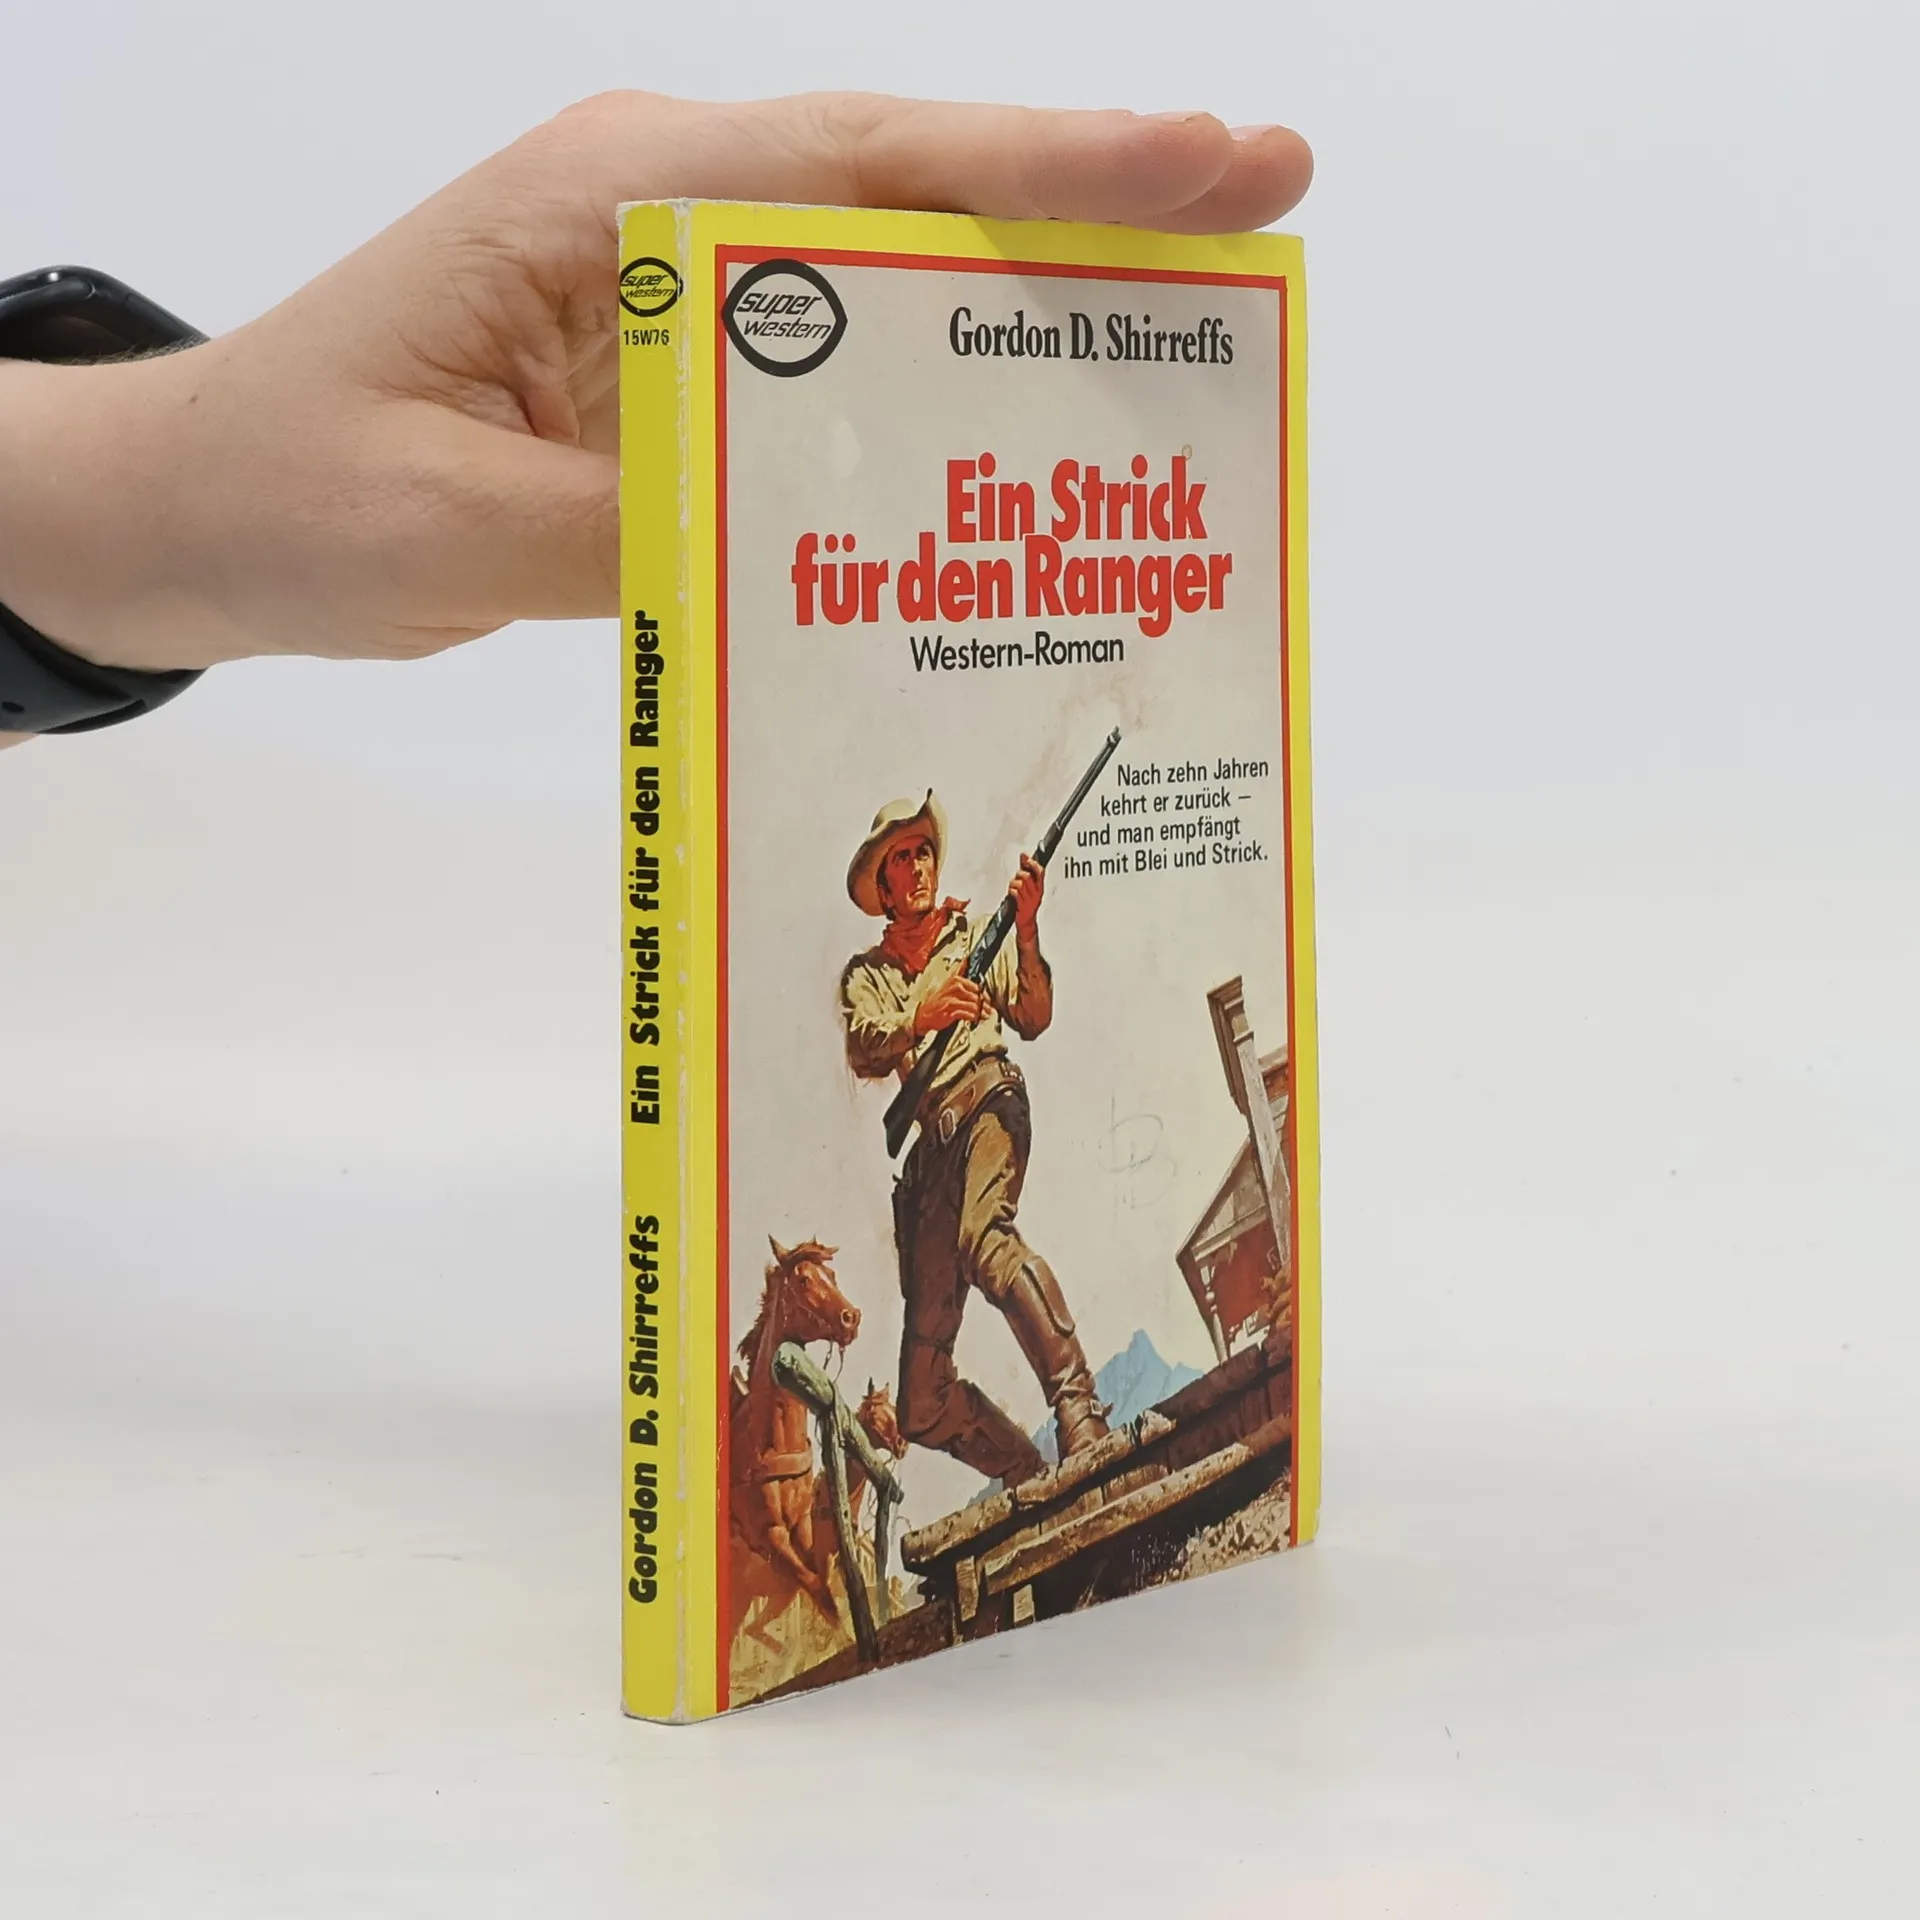 super
western
15W76
Gordon D. Shirreffs Ein Strick für den Ranger
super
western
Gordon D. Shirreffs
Ein Strick
für den Ranger
Western-Roman
Nach zehn Jahren
kehrt er zurück –
und man empfängt
ihn mit Blei und Strick.